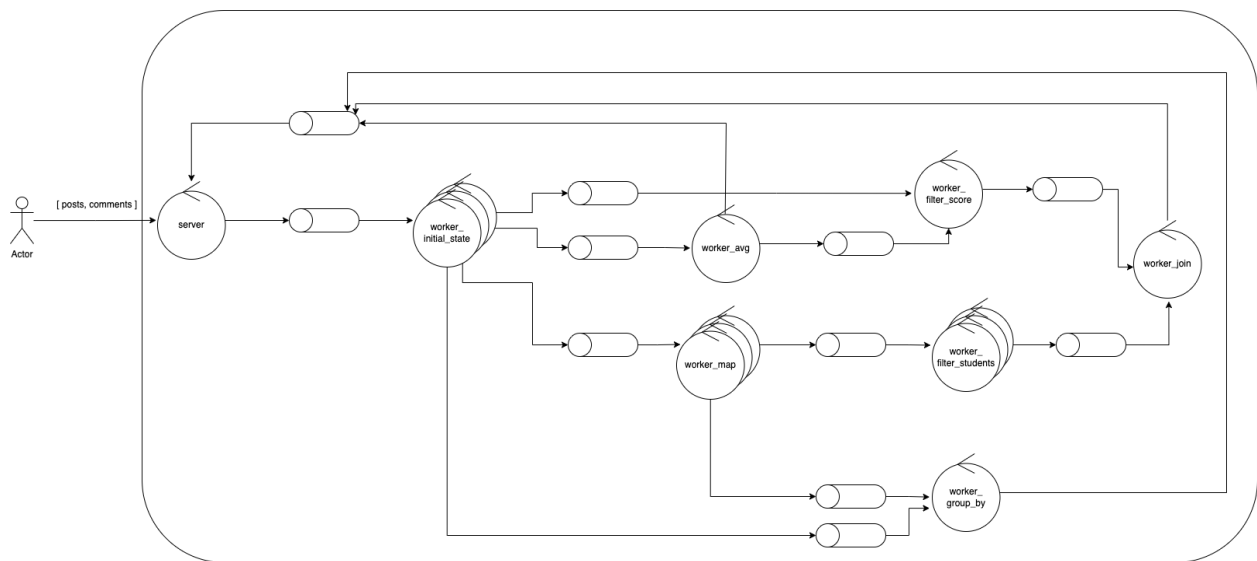 [ posts, comments ]
Actor
server
worker_
initial_state
worker_avg
worker_
filter_score
worker_join
worker_map
worker_
filter_students
worker_
group_by